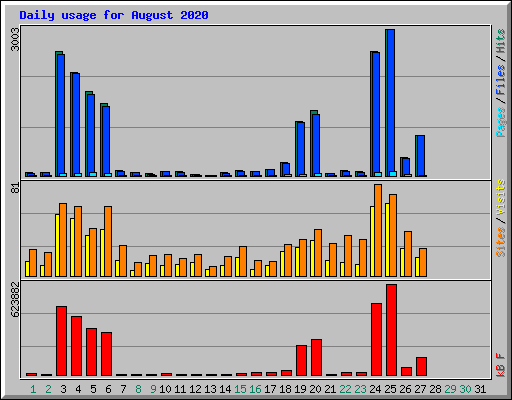 Daily usage for August 2020
3003
Pages / Files / Hits
81
Sites / Visits
623882
kB F
1 2 3 4 5 6 7 8 9 10 11 12 13 14 15 16 17 18 19 20 21 22 23 24 25 26 27 28 29 30 31